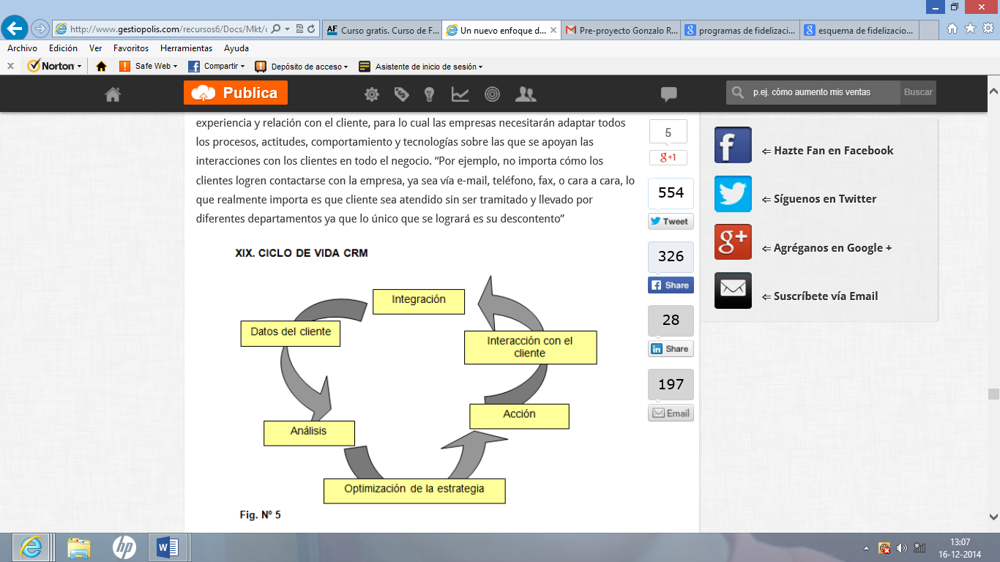 http://www.gestiopolis.com/recursos6/Docs/Mkt/
Curso gratis. Curso de F...
Un nuevo enfoque d...
Pre-proyecto Gonzalo R...
programas de fidelizaci...
esquema de fidelizacio...
Archivo Edición Ver Favoritos Herramientas Ayuda
Norton Safe Web Compartir Depósito de acceso Asistente de inicio de sesión
Publica
p.ej. cómo aumento mis ventas Buscar
experiencia y relación con el cliente, para lo cual las empresas necesitarán adaptar todos
los procesos, actitudes, comportamiento y tecnologías sobre las que se apoyan las
interacciones con los clientes en todo el negocio. “Por ejemplo, no importa cómo los
clientes logren contactarse con la empresa, ya sea vía e-mail, teléfono, fax, o cara a cara, lo
que realmente importa es que cliente sea atendido sin ser tramitado y llevado por
diferentes departamentos ya que lo único que se logrará es su descontento”
XIX. CICLO DE VIDA CRM
Integración
Datos del cliente
Interacción con el
cliente
Acción
Análisis
Optimización de la estrategia
Fig. Nº 5
5
g+1
554
Tweet
326
Share
28
Share
197
Email
⇐ Hazte Fan en Facebook
⇐ Síguenos en Twitter
⇐ Agréganos en Google +
⇐ Suscríbete vía Email
13:07
16-12-2014